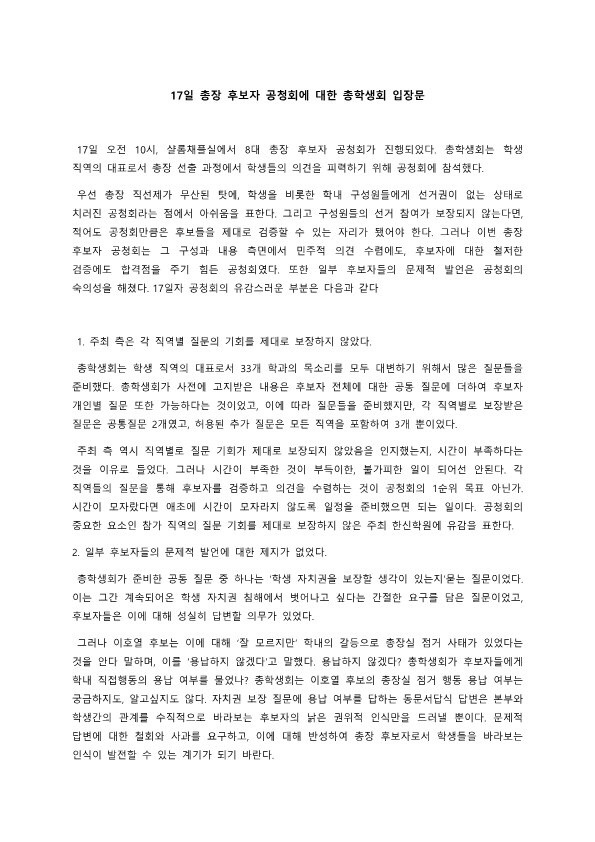 17일 총장 후보자 공청회에 대한 총학생회 입장문
17일 오전 10시, 샬롬채플실에서 8대 총장 후보자 공청회가 진행되었다. 총학생회는 학생
직역의 대표로서 총장 선출 과정에서 학생들의 의견을 피력하기 위해 공청회에 참석했다.
우선 총장 직선제가 무산된 탓에, 학생을 비롯한 학내 구성원들에게 선거권이 없는 상태로
치러진 공청회라는 점에서 아쉬움을 표한다. 그리고 구성원들의 선거 참여가 보장되지 않는다면,
적어도 공청회만큼은 후보들을 제대로 검증할 수 있는 자리가 됐어야 한다. 그러나 이번 총장
후보자 공청회는 그 구성과 내용 측면에서 민주적 의견 수렴에도, 후보자에 대한 철저한
검증에도 합격점을 주기 힘든 공청회였다. 또한 일부 후보자들의 문제적 발언은 공청회의
숙의성을 해쳤다. 17일자 공청회의 유감스러운 부분은 다음과 같다
1. 주최 측은 각 직역별 질문의 기회를 제대로 보장하지 않았다.
총학생회는 학생 직역의 대표로서 33개 학과의 목소리를 모두 대변하기 위해서 많은 질문들을
준비했다. 총학생회가 사전에 고지받은 내용은 후보자 전체에 대한 공통 질문에 더하여 후보자
개인별 질문 또한 가능하다는 것이었고, 이에 따라 질문들을 준비했지만, 각 직역별로 보장받은
질문은 공통질문 2개였고, 허용된 추가 질문은 모든 직역을 포함하여 3개 뿐이었다.
주최 측 역시 직역별로 질문 기회가 제대로 보장되지 않았음을 인지했는지, 시간이 부족하다는
것을 이유로 들었다. 그러나 시간이 부족한 것이 부득이한, 불가피한 일이 되어선 안된다. 각
직역들의 질문을 통해 후보자를 검증하고 의견을 수렴하는 것이 공청회의 1순위 목표 아닌가.
시간이 모자랐다면 애초에 시간이 모자라지 않도록 일정을 준비했으면 되는 일이다. 공청회의
중요한 요소인 참가 직역의 질문 기회를 제대로 보장하지 않은 주최 한신학원에 유감을 표한다.
2. 일부 후보자들의 문제적 발언에 대한 제지가 없었다.
총학생회가 준비한 공통 질문 중 하나는 '학생 자치권을 보장할 생각이 있는지'묻는 질문이었다.
이는 그간 계속되어온 학생 자치권 침해에서 벗어나고 싶다는 간절한 요구를 담은 질문이었고,
후보자들은 이에 대해 성실히 답변할 의무가 있었다.
그러나 이호열 후보는 이에 대해 '잘 모르지만' 학내의 갈등으로 총장실 점거 사태가 있었다는
것을 안다 말하며, 이를 '용납하지 않겠다'고 말했다. 용납하지 않겠다? 총학생회가 후보자들에게
학내 직접행동의 용납 여부를 물었나? 총학생회는 이호열 후보의 총장실 점거 행동 용납 여부는
궁금하지도, 알고싶지도 않다. 자치권 보장 질문에 용납 여부를 답하는 동문서답식 답변은 본부와
학생간의 관계를 수직적으로 바라보는 후보자의 낡은 권위적 인식만을 드러낼 뿐이다. 문제적
답변에 대한 철회와 사과를 요구하고, 이에 대해 반성하여 총장 후보자로서 학생들을 바라보는
인식이 발전할 수 있는 계기가 되기 바란다.